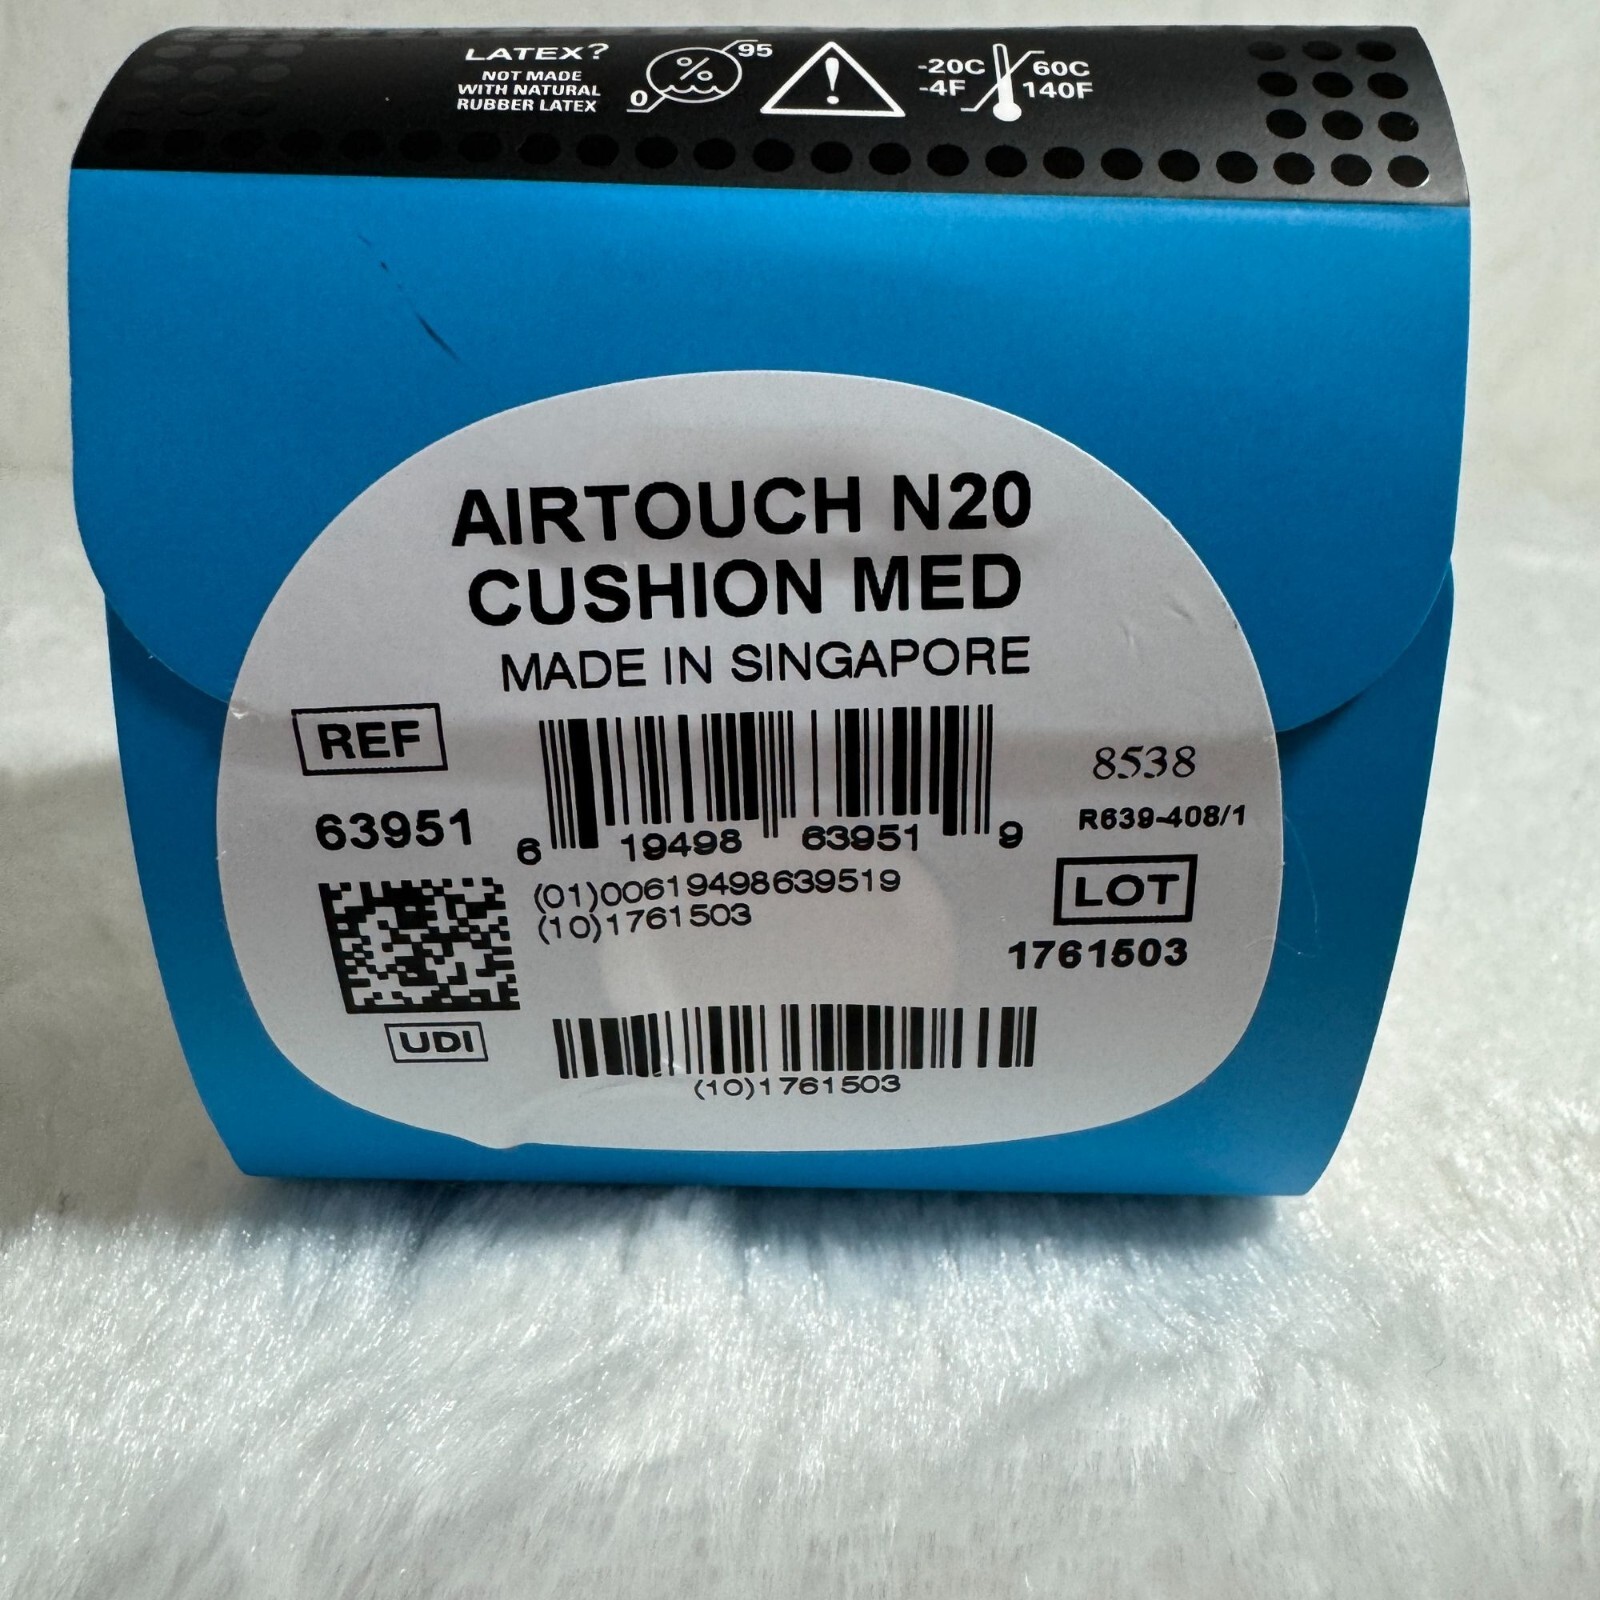 LATEX?
NOT MADE
WITH NATURAL
RUBBER LATEX
0 % 95
!
-20C 60C
-4F 140F
AIRTOUCH N20
CUSHION MED
MADE IN SINGAPORE
REF
63951
6 19498 63951 9
(01)00619498639519
(10)1761503
8538
R639-408/1
LOT
1761503
UDI
(10)1761503